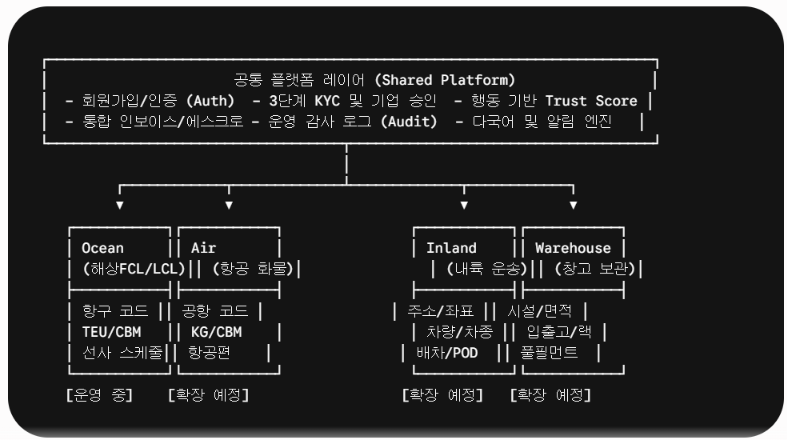 공통 플랫폼 레이어 (Shared Platform)
- 회원가입/인증 (Auth) - 3단계 KYC 및 기업 승인 - 행동 기반 Trust Score
- 통합 인보이스/에스크로 - 운영 감사 로그 (Audit) - 다국어 및 알림 엔진
Ocean Air Inland Warehouse
(해상FCL/LCL) (항공 화물) (내륙 운송) (창고 보관)
항구 코드 공항 코드 주소/좌표 시설/면적
TEU/CBM KG/CBM 차량/차종 입출고/랙
선사 스케줄 항공편 배차/POD 풀필먼트
[운영 중] [확장 예정] [확장 예정] [확장 예정]